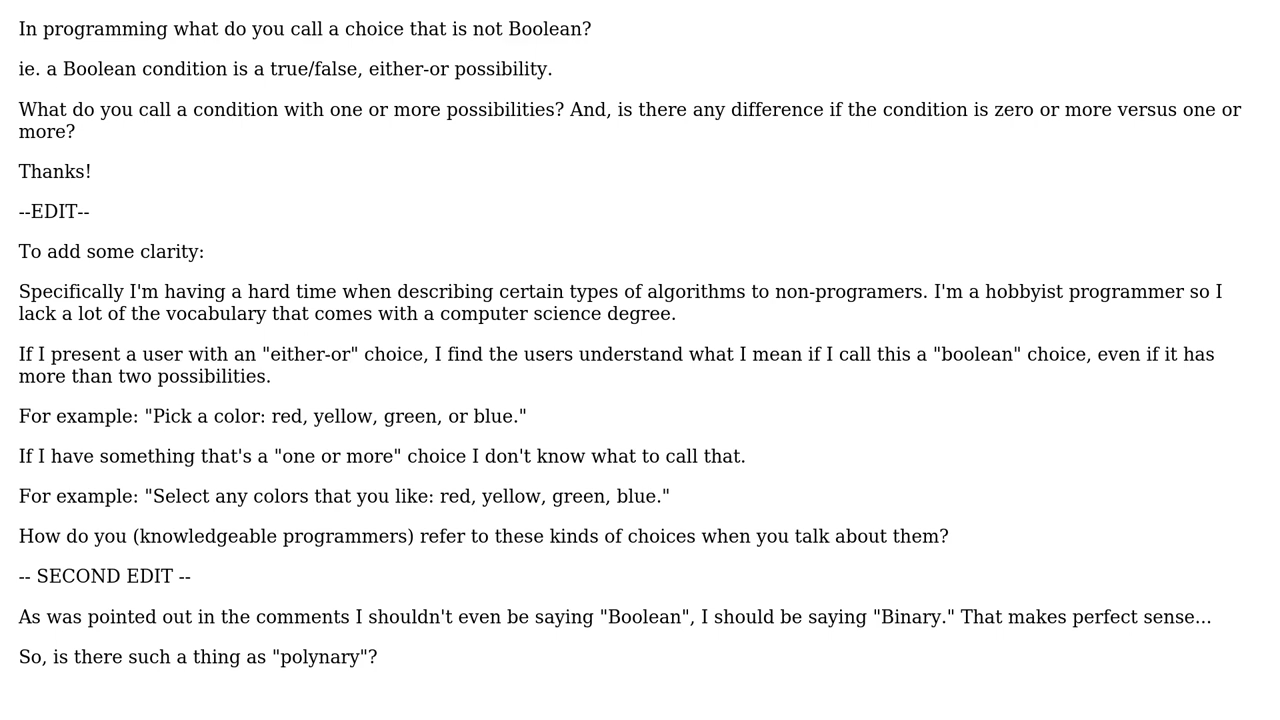 In programming what do you call a choice that is not Boolean?
ie. a Boolean condition is a true/false, either-or possibility.
What do you call a condition with one or more possibilities? And, is there any difference if the condition is zero or more versus one or
more?
Thanks!
--EDIT--
To add some clarity:
Specifically I'm having a hard time when describing certain types of algorithms to non-programers. I'm a hobbyist programmer so I
lack a lot of the vocabulary that comes with a computer science degree.
If I present a user with an "either-or" choice, I find the users understand what I mean if I call this a "boolean" choice, even if it has
more than two possibilities.
For example: "Pick a color: red, yellow, green, or blue."
If I have something that's a "one or more" choice I don't know what to call that.
For example: "Select any colors that you like: red, yellow, green, blue."
How do you (knowledgeable programmers) refer to these kinds of choices when you talk about them?
-- SECOND EDIT --
As was pointed out in the comments I shouldn't even be saying "Boolean", I should be saying "Binary." That makes perfect sense...
So, is there such a thing as "polynary"?